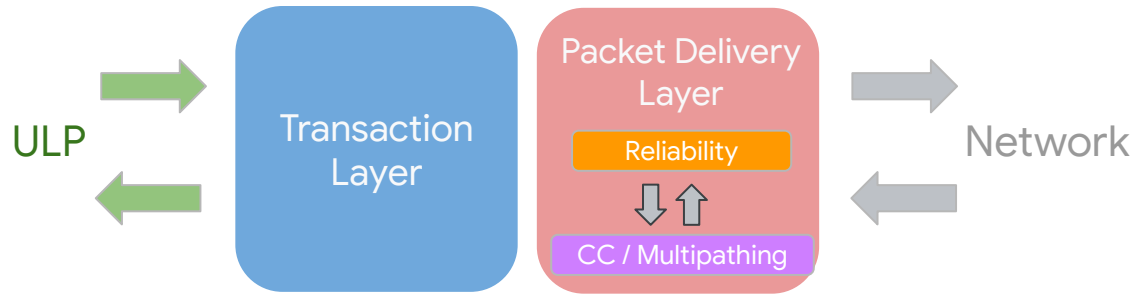 ULP
Transaction
Layer
Packet Delivery
Layer
Reliability
CC / Multipathing
Network